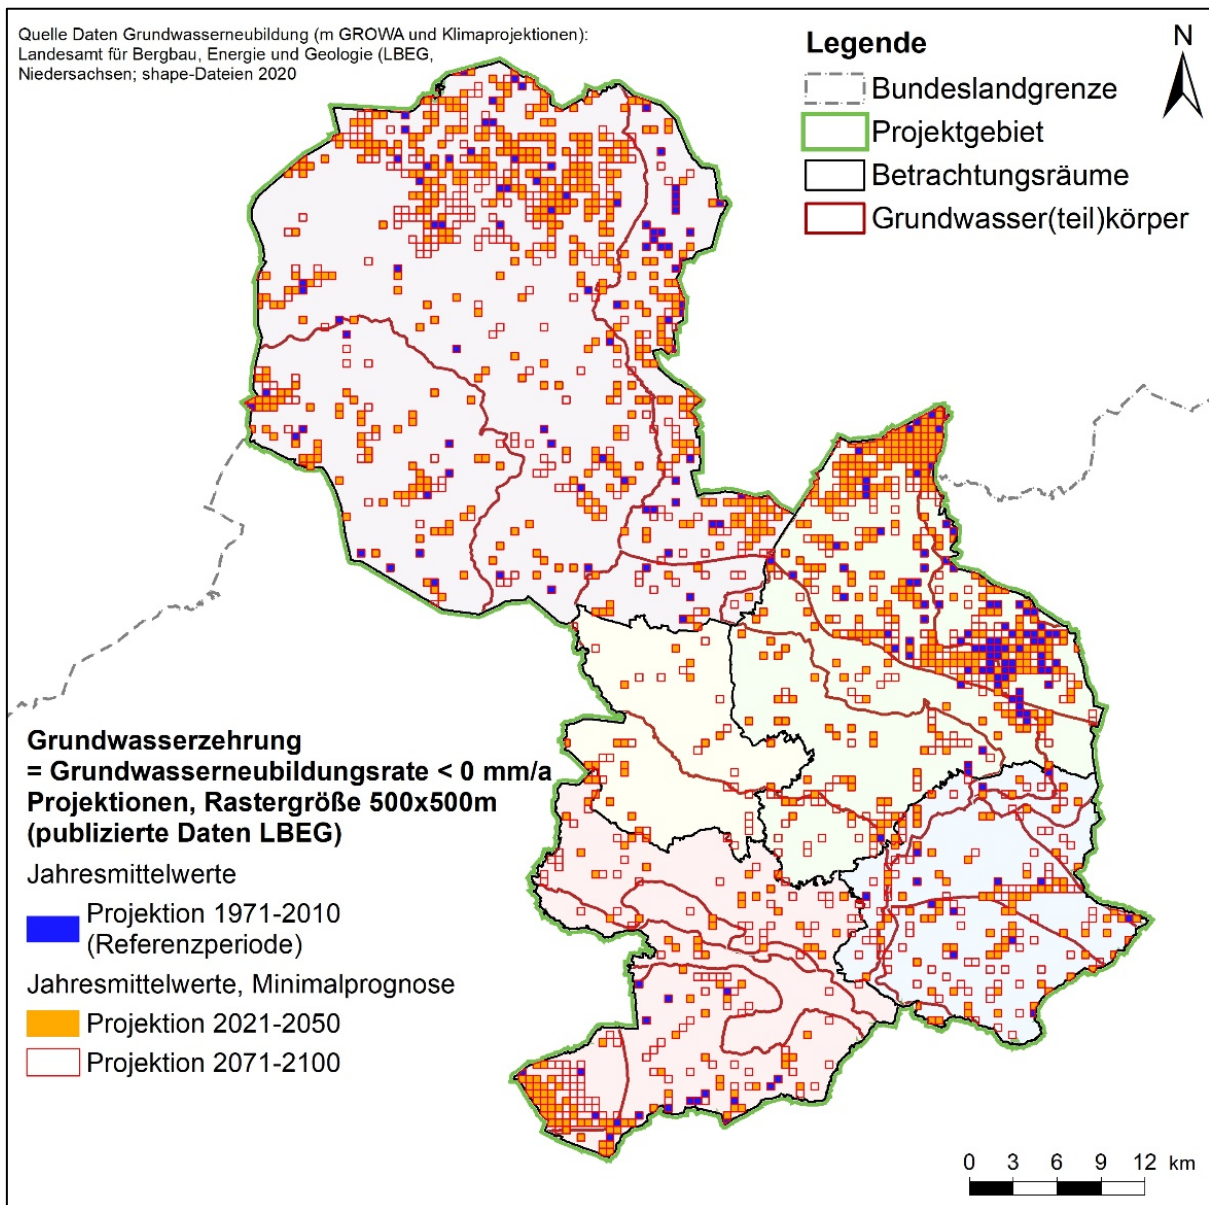 Quelle Daten Grundwasserneubildung (m GROWA und Klimaprojektionen):
Landesamt für Bergbau, Energie und Geologie (LBEG,
Niedersachsen; shape-Dateien 2020
Legende
Bundeslandgrenze
Projektgebiet
Betrachtungsräume
Grundwasser(teil)körper
N
Grundwasserzehrung
= Grundwasserneubildungsrate < 0 mm/a
Projektionen, Rastergröße 500x500m
(publizierte Daten LBEG)
Jahresmittelwerte
Projektion 1971-2010
(Referenzperiode)
Jahresmittelwerte, Minimalprognose
Projektion 2021-2050
Projektion 2071-2100
0 3 6 9 12 km